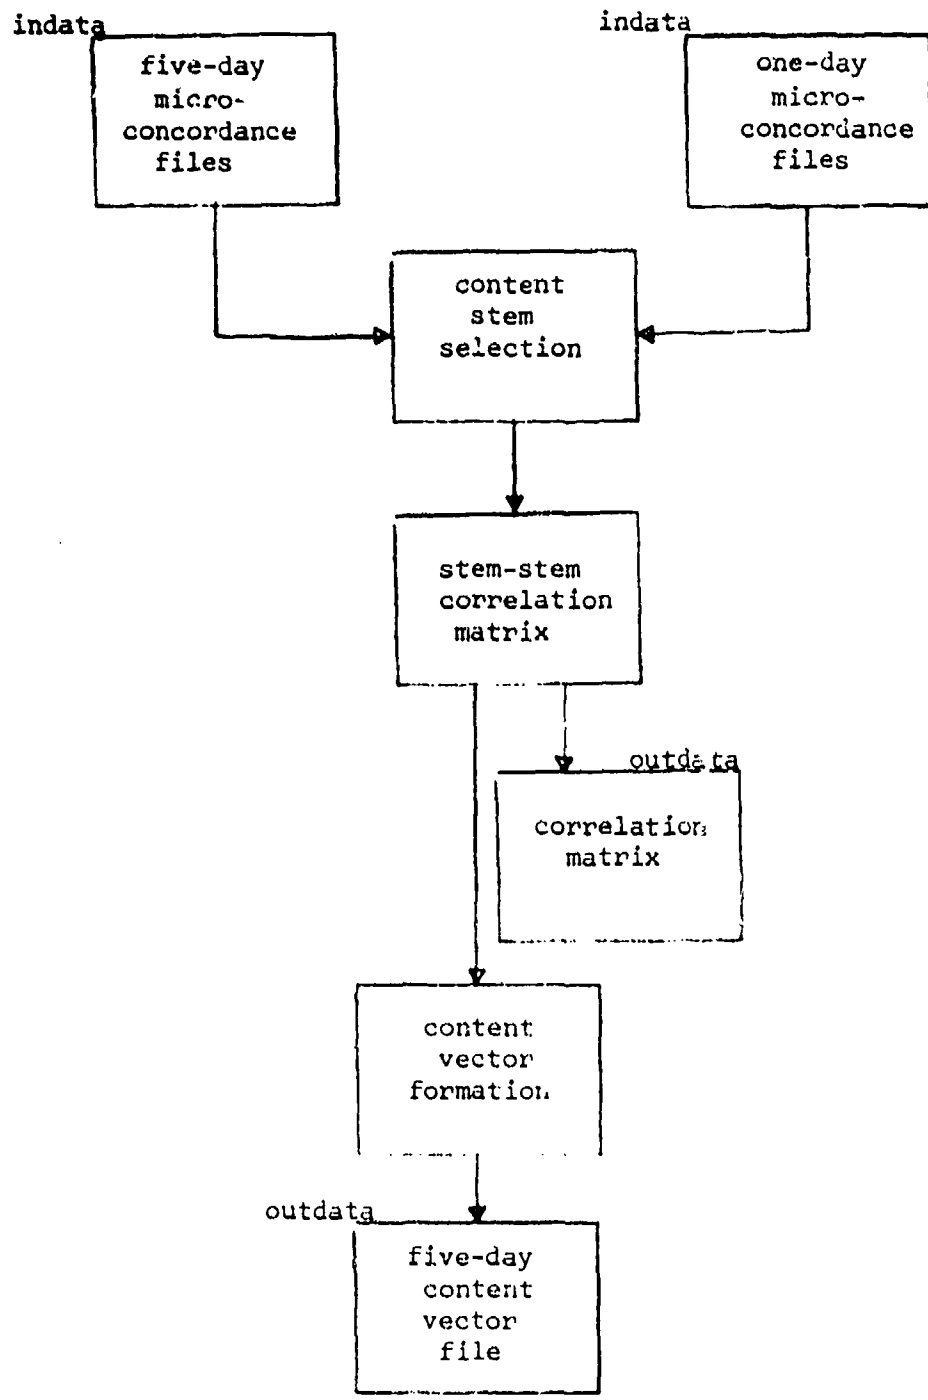 indata
five-day
micro-
concordance
files
indata
one-day
micro-
concordance
files
content
stem
selection
stem-stem
correlation
matrix
outdata
correlation
matrix
content
vector
formation
outdata
five-day
content
vector
file